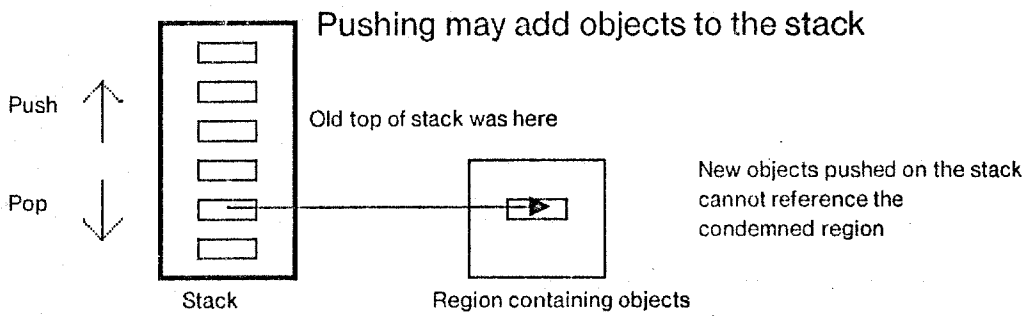 Pushing may add objects to the stack
Push
Old top of stack was here
New objects pushed on the stack
cannot reference the
condemned region
Pop
Stack
Region containing objects